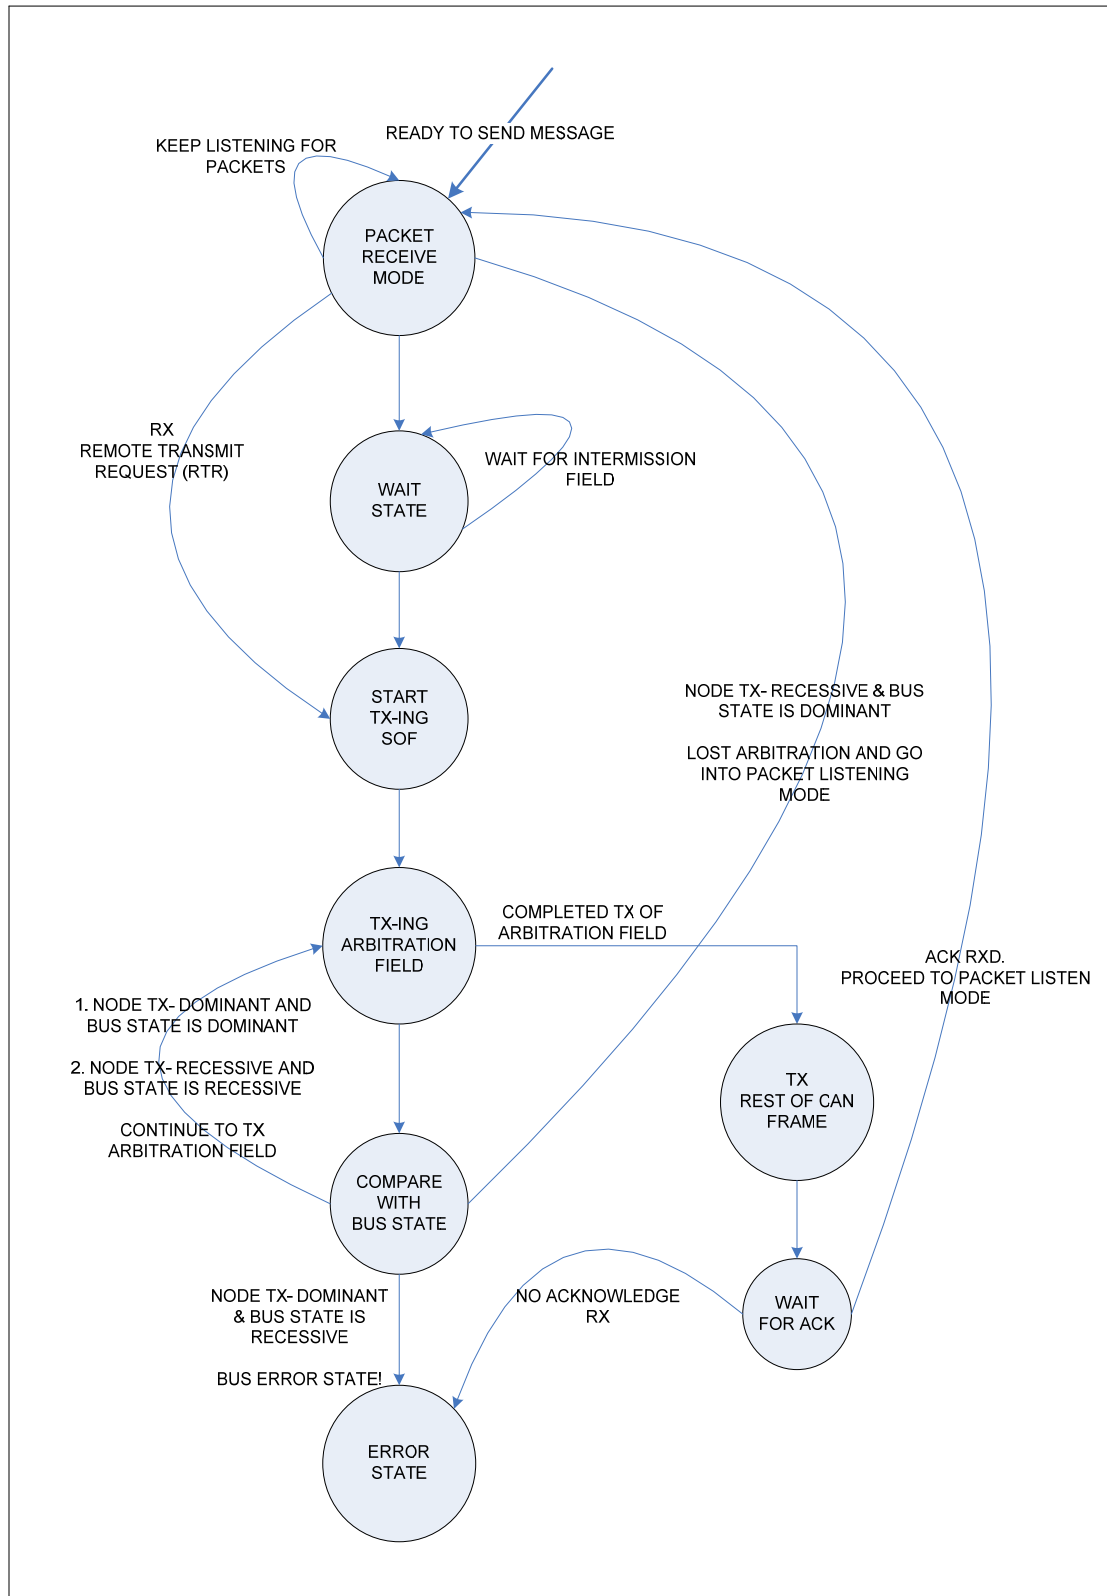 READY TO SEND MESSAGE
KEEP LISTENING FOR
PACKETS
PACKET
RECEIVE
MODE
RX
REMOTE TRANSMIT
REQUEST (RTR)
WAIT FOR INTERMISSION
FIELD
WAIT
STATE
START
TX-ING
SOF
NODE TX- RECESSIVE & BUS
STATE IS DOMINANT
LOST ARBITRATION AND GO
INTO PACKET LISTENING
MODE
TX-ING
ARBITRATION
FIELD
COMPLETED TX OF
ARBITRATION FIELD
ACK RXD.
PROCEED TO PACKET LISTEN
MODE
1. NODE TX- DOMINANT AND
BUS STATE IS DOMINANT
2. NODE TX- RECESSIVE AND
BUS STATE IS RECESSIVE
CONTINUE TO TX
ARBITRATION FIELD
TX
REST OF CAN
FRAME
COMPARE
WITH
BUS STATE
NODE TX- DOMINANT
& BUS STATE IS
RECESSIVE
BUS ERROR STATE!
NO ACKNOWLEDGE
RX
WAIT
FOR ACK
ERROR
STATE